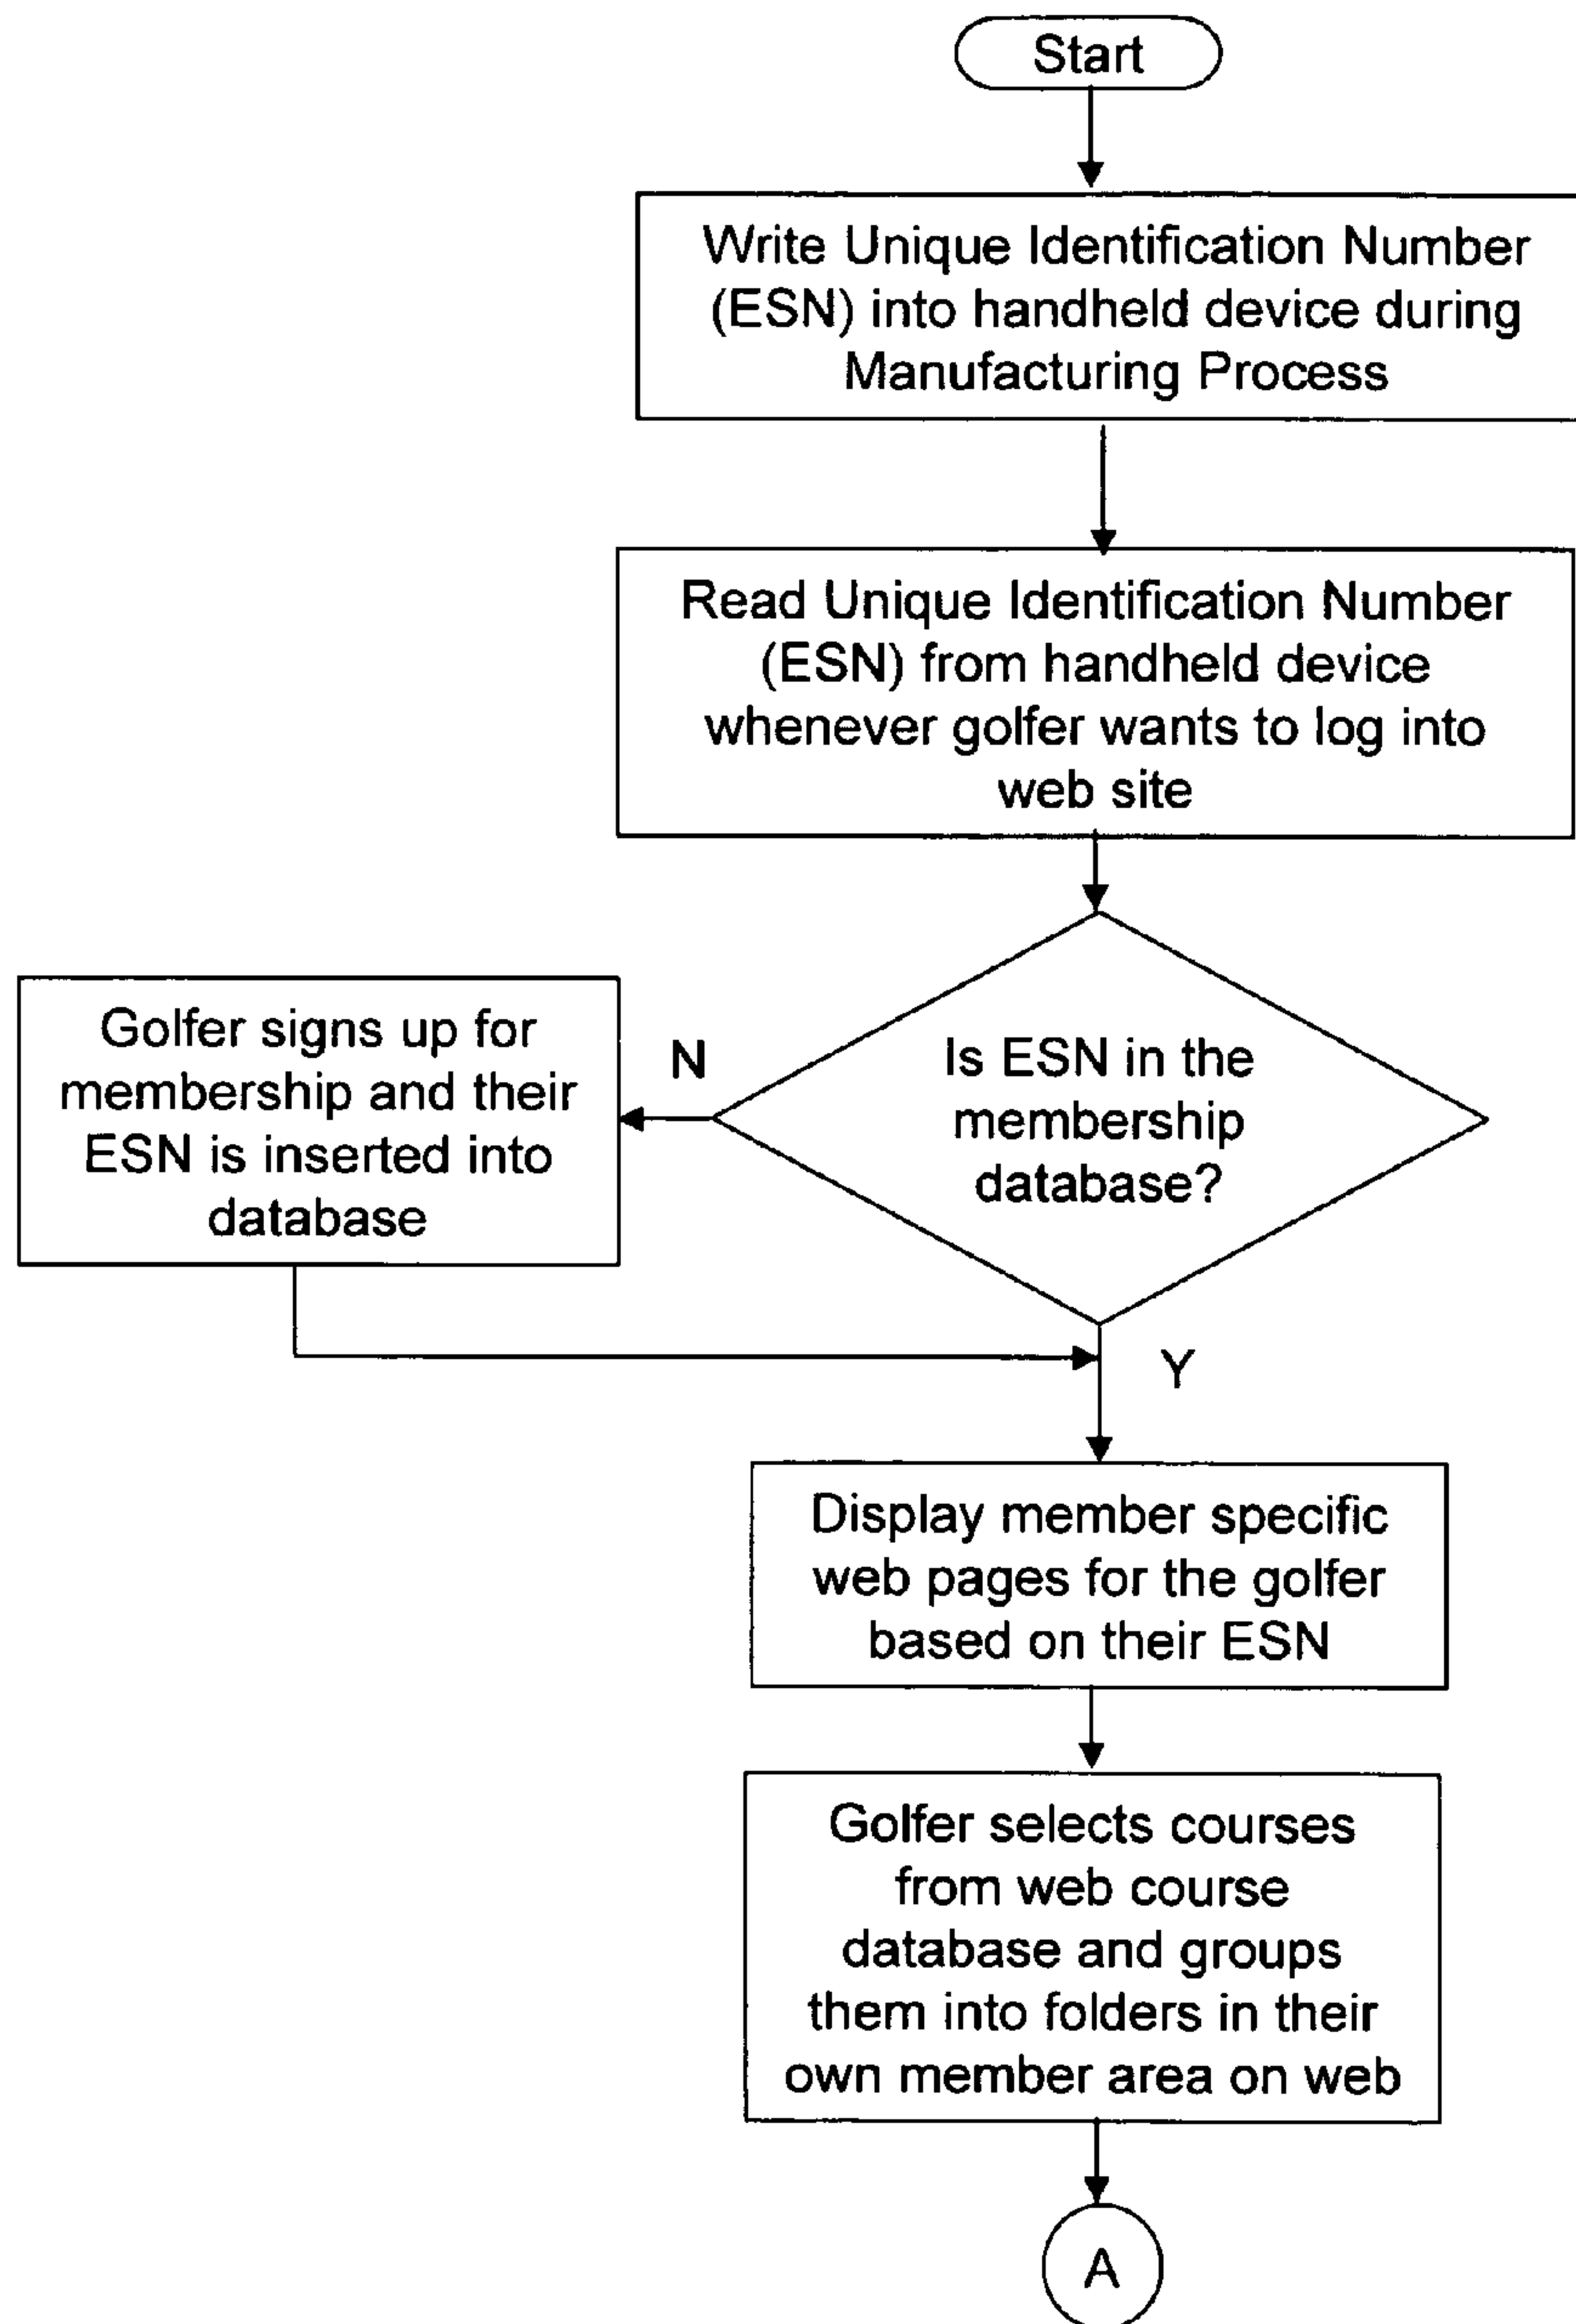 Start
Write Unique Identification Number
(ESN) into handheld device during
Manufacturing Process
Read Unique Identification Number
(ESN) from handheld device
whenever golfer wants to log into
web site
Is ESN in the
membership
database?
N
Golfer signs up for
membership and their
ESN is inserted into
database
Y
Display member specific
web pages for the golfer
based on their ESN
Golfer selects courses
from web course
database and groups
them into folders in their
own member area on web
A